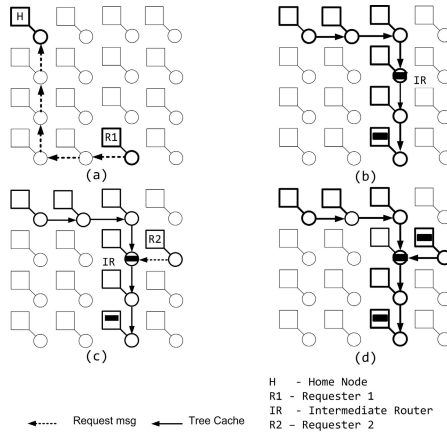 H
R1
(a)
IR
(b)
R2
IR
(c)
(d)
H - Home Node
R1 - Requester 1
IR - Intermediate Router
R2 – Requester 2
Request msg
Tree Cache